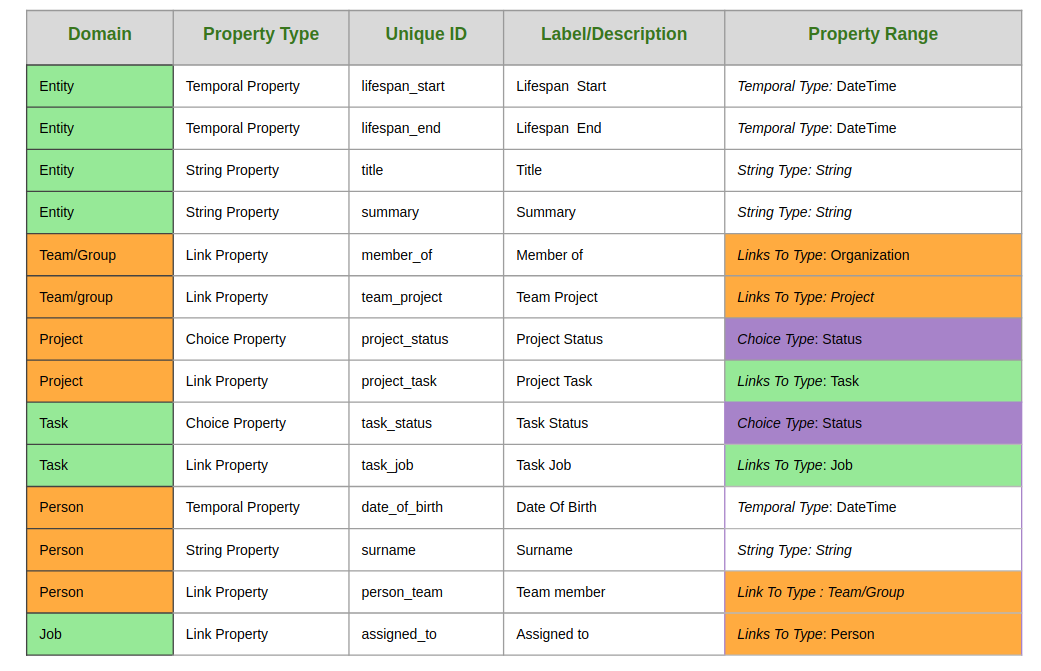 Domain Property Type Unique ID Label/Description Property Range
Entity Temporal Property lifespan_start Lifespan  Start Temporal Type: DateTime
Entity Temporal Property lifespan_end Lifespan  End Temporal Type: DateTime
Entity String Property title Title String Type: String
Entity String Property summary Summary String Type: String
Team/Group Link Property member_of Member of Links To Type: Organization
Team/group Link Property team_project Team Project Links To Type: Project
Project Choice Property project_status Project Status Choice Type: Status
Project Link Property project_task Project Task Links To Type: Task
Task Choice Property task_status Task Status Choice Type: Status
Task Link Property task_job Task Job Links To Type: Job
Person Temporal Property date_of_birth Date Of Birth Temporal Type: DateTime
Person String Property surname Surname String Type: String
Person Link Property person_team Team member Link To Type : Team/Group
Job Link Property assigned_to Assigned to Links To Type: Person